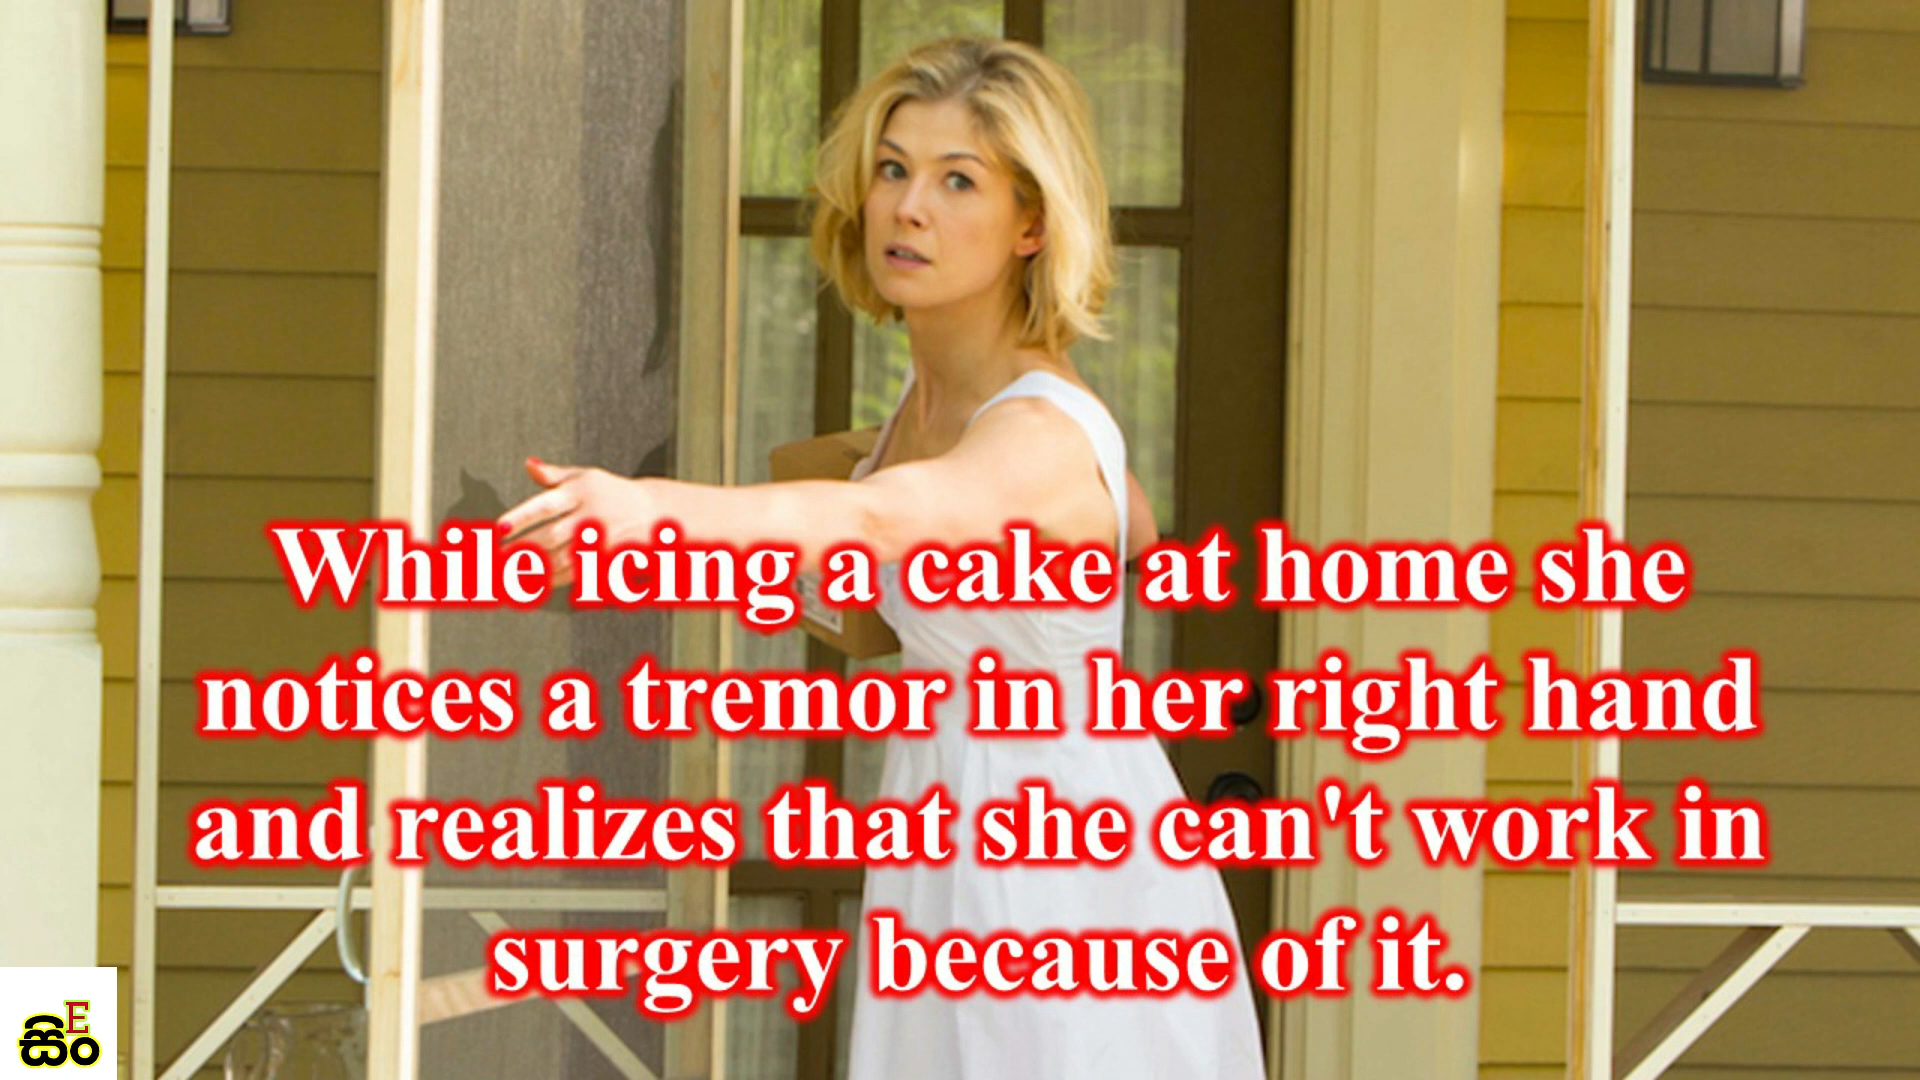 While icing a cake at home she
notices a tremor in her right hand
and realizes that she can't work in
surgery because of it.
E
සිං